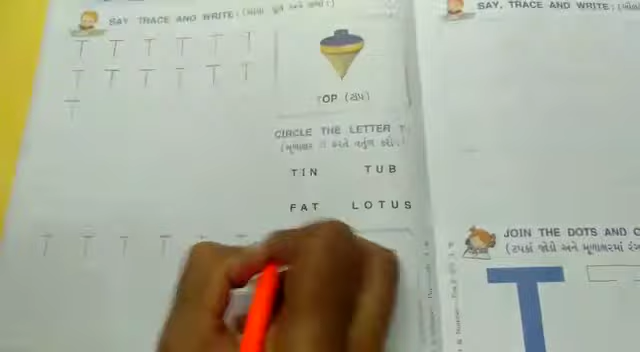 SAY, TRACE AND WRITE:
T T T T T T
T T T T T T
T
TOP (ટોપ)
CIRCLE THE LETTER T
TIN TUB
FAT LOTUS
T T T T T T
SAY, TRACE AND WRITE:
JOIN THE DOTS AND C
(ટપકાં જોડી અને મૂળાક્ષરમાં રંગ
T